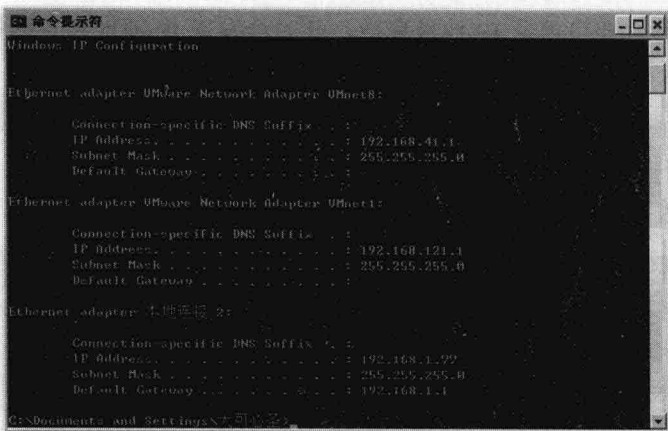 命令提示符
Windows IP Configuration
Ethernet adapter VMware Network Adapter VMnet8:
Connection-specific DNS Suffix . :
IP Address. . . . . . . . . . . . : 192.168.41.1
Subnet Mask . . . . . . . . . . . : 255.255.255.0
Default Gateway . . . . . . . . . :
Ethernet adapter VMware Network Adapter VMnet1:
Connection-specific DNS Suffix . :
IP Address. . . . . . . . . . . . : 192.168.121.1
Subnet Mask . . . . . . . . . . . : 255.255.255.0
Default Gateway . . . . . . . . . :
Ethernet adapter 本地连接 2:
Connection-specific DNS Suffix . :
IP Address. . . . . . . . . . . . : 192.168.1.77
Subnet Mask . . . . . . . . . . . : 255.255.255.0
Default Gateway . . . . . . . . . : 192.168.1.1
C:\Documents and Settings\